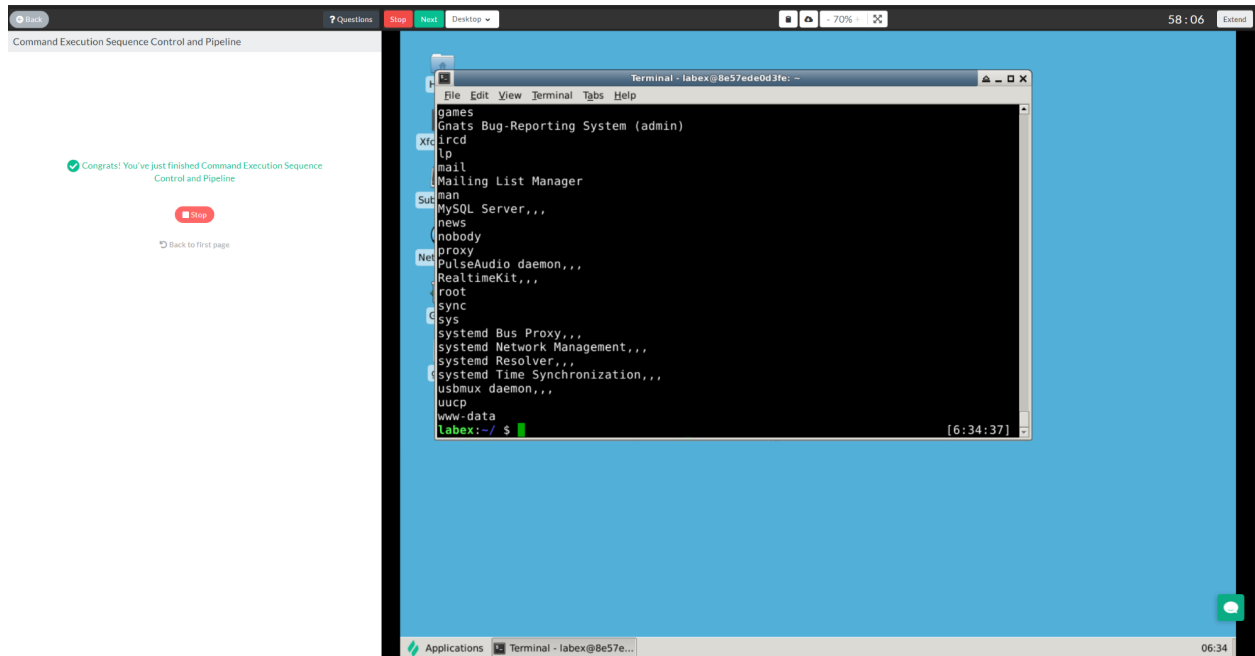 Back
? Questions
Stop
Next
Desktop
- 70% +
58 : 06
Extend
Command Execution Sequence Control and Pipeline
Congrats! You've just finished Command Execution Sequence
Control and Pipeline
Stop
Back to first page
H
Xfc
Sub
Net
G
Terminal - labex@8e57ede0d3fe: ~
File Edit View Terminal Tabs Help
games
Gnats Bug-Reporting System (admin)
ircd
lp
mail
Mailing List Manager
man
MySQL Server,,,
news
nobody
proxy
PulseAudio daemon,,,
RealtimeKit,,,
root
sync
sys
systemd Bus Proxy,,,
systemd Network Management,,,
systemd Resolver,,,
systemd Time Synchronization,,,
usbmux daemon,,,
uucp
www-data
labex:~/ $ [6:34:37]
Applications
Terminal - labex@8e57e...
06:34